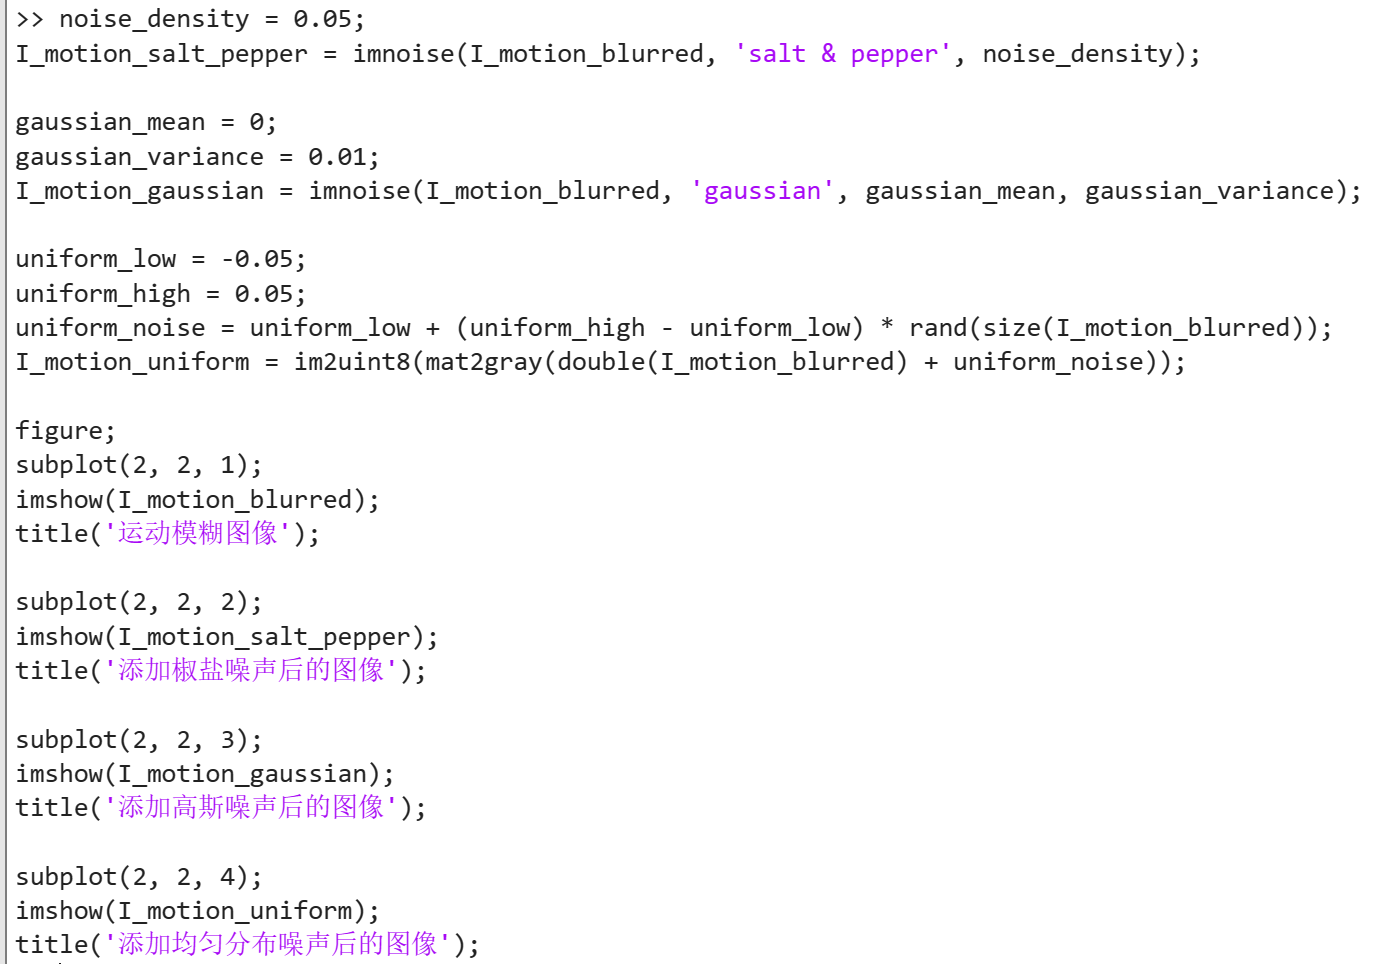 >> noise_density = 0.05;
I_motion_salt_pepper = imnoise(I_motion_blurred, 'salt & pepper', noise_density);
gaussian_mean = 0;
gaussian_variance = 0.01;
I_motion_gaussian = imnoise(I_motion_blurred, 'gaussian', gaussian_mean, gaussian_variance);
uniform_low = -0.05;
uniform_high = 0.05;
uniform_noise = uniform_low + (uniform_high - uniform_low) * rand(size(I_motion_blurred));
I_motion_uniform = im2uint8(mat2gray(double(I_motion_blurred) + uniform_noise));
figure;
subplot(2, 2, 1);
imshow(I_motion_blurred);
title('运动模糊图像');
subplot(2, 2, 2);
imshow(I_motion_salt_pepper);
title('添加椒盐噪声后的图像');
subplot(2, 2, 3);
imshow(I_motion_gaussian);
title('添加高斯噪声后的图像');
subplot(2, 2, 4);
imshow(I_motion_uniform);
title('添加均匀分布噪声后的图像');